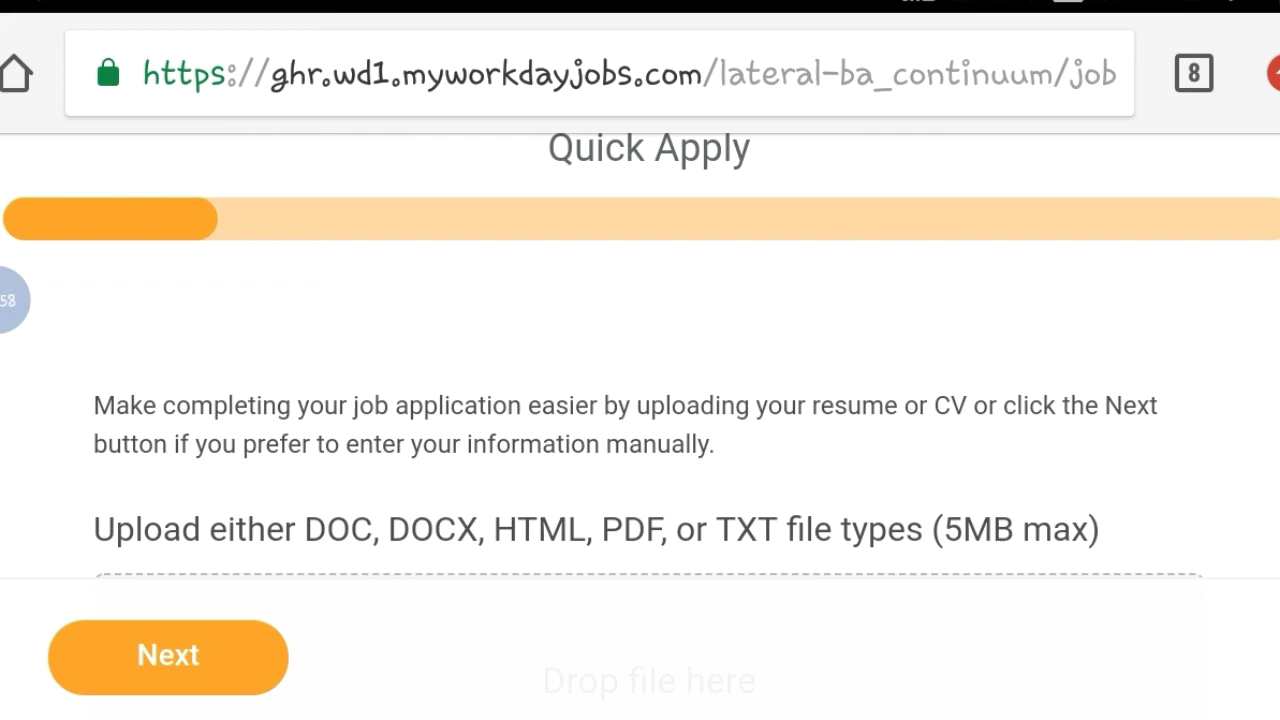 https://ghr.wd1.myworkdayjobs.com/lateral-ba_continuum/job
8
Quick Apply
58
Make completing your job application easier by uploading your resume or CV or click the Next
button if you prefer to enter your information manually.
Upload either DOC, DOCX, HTML, PDF, or TXT file types (5MB max)
Next
Drop file here